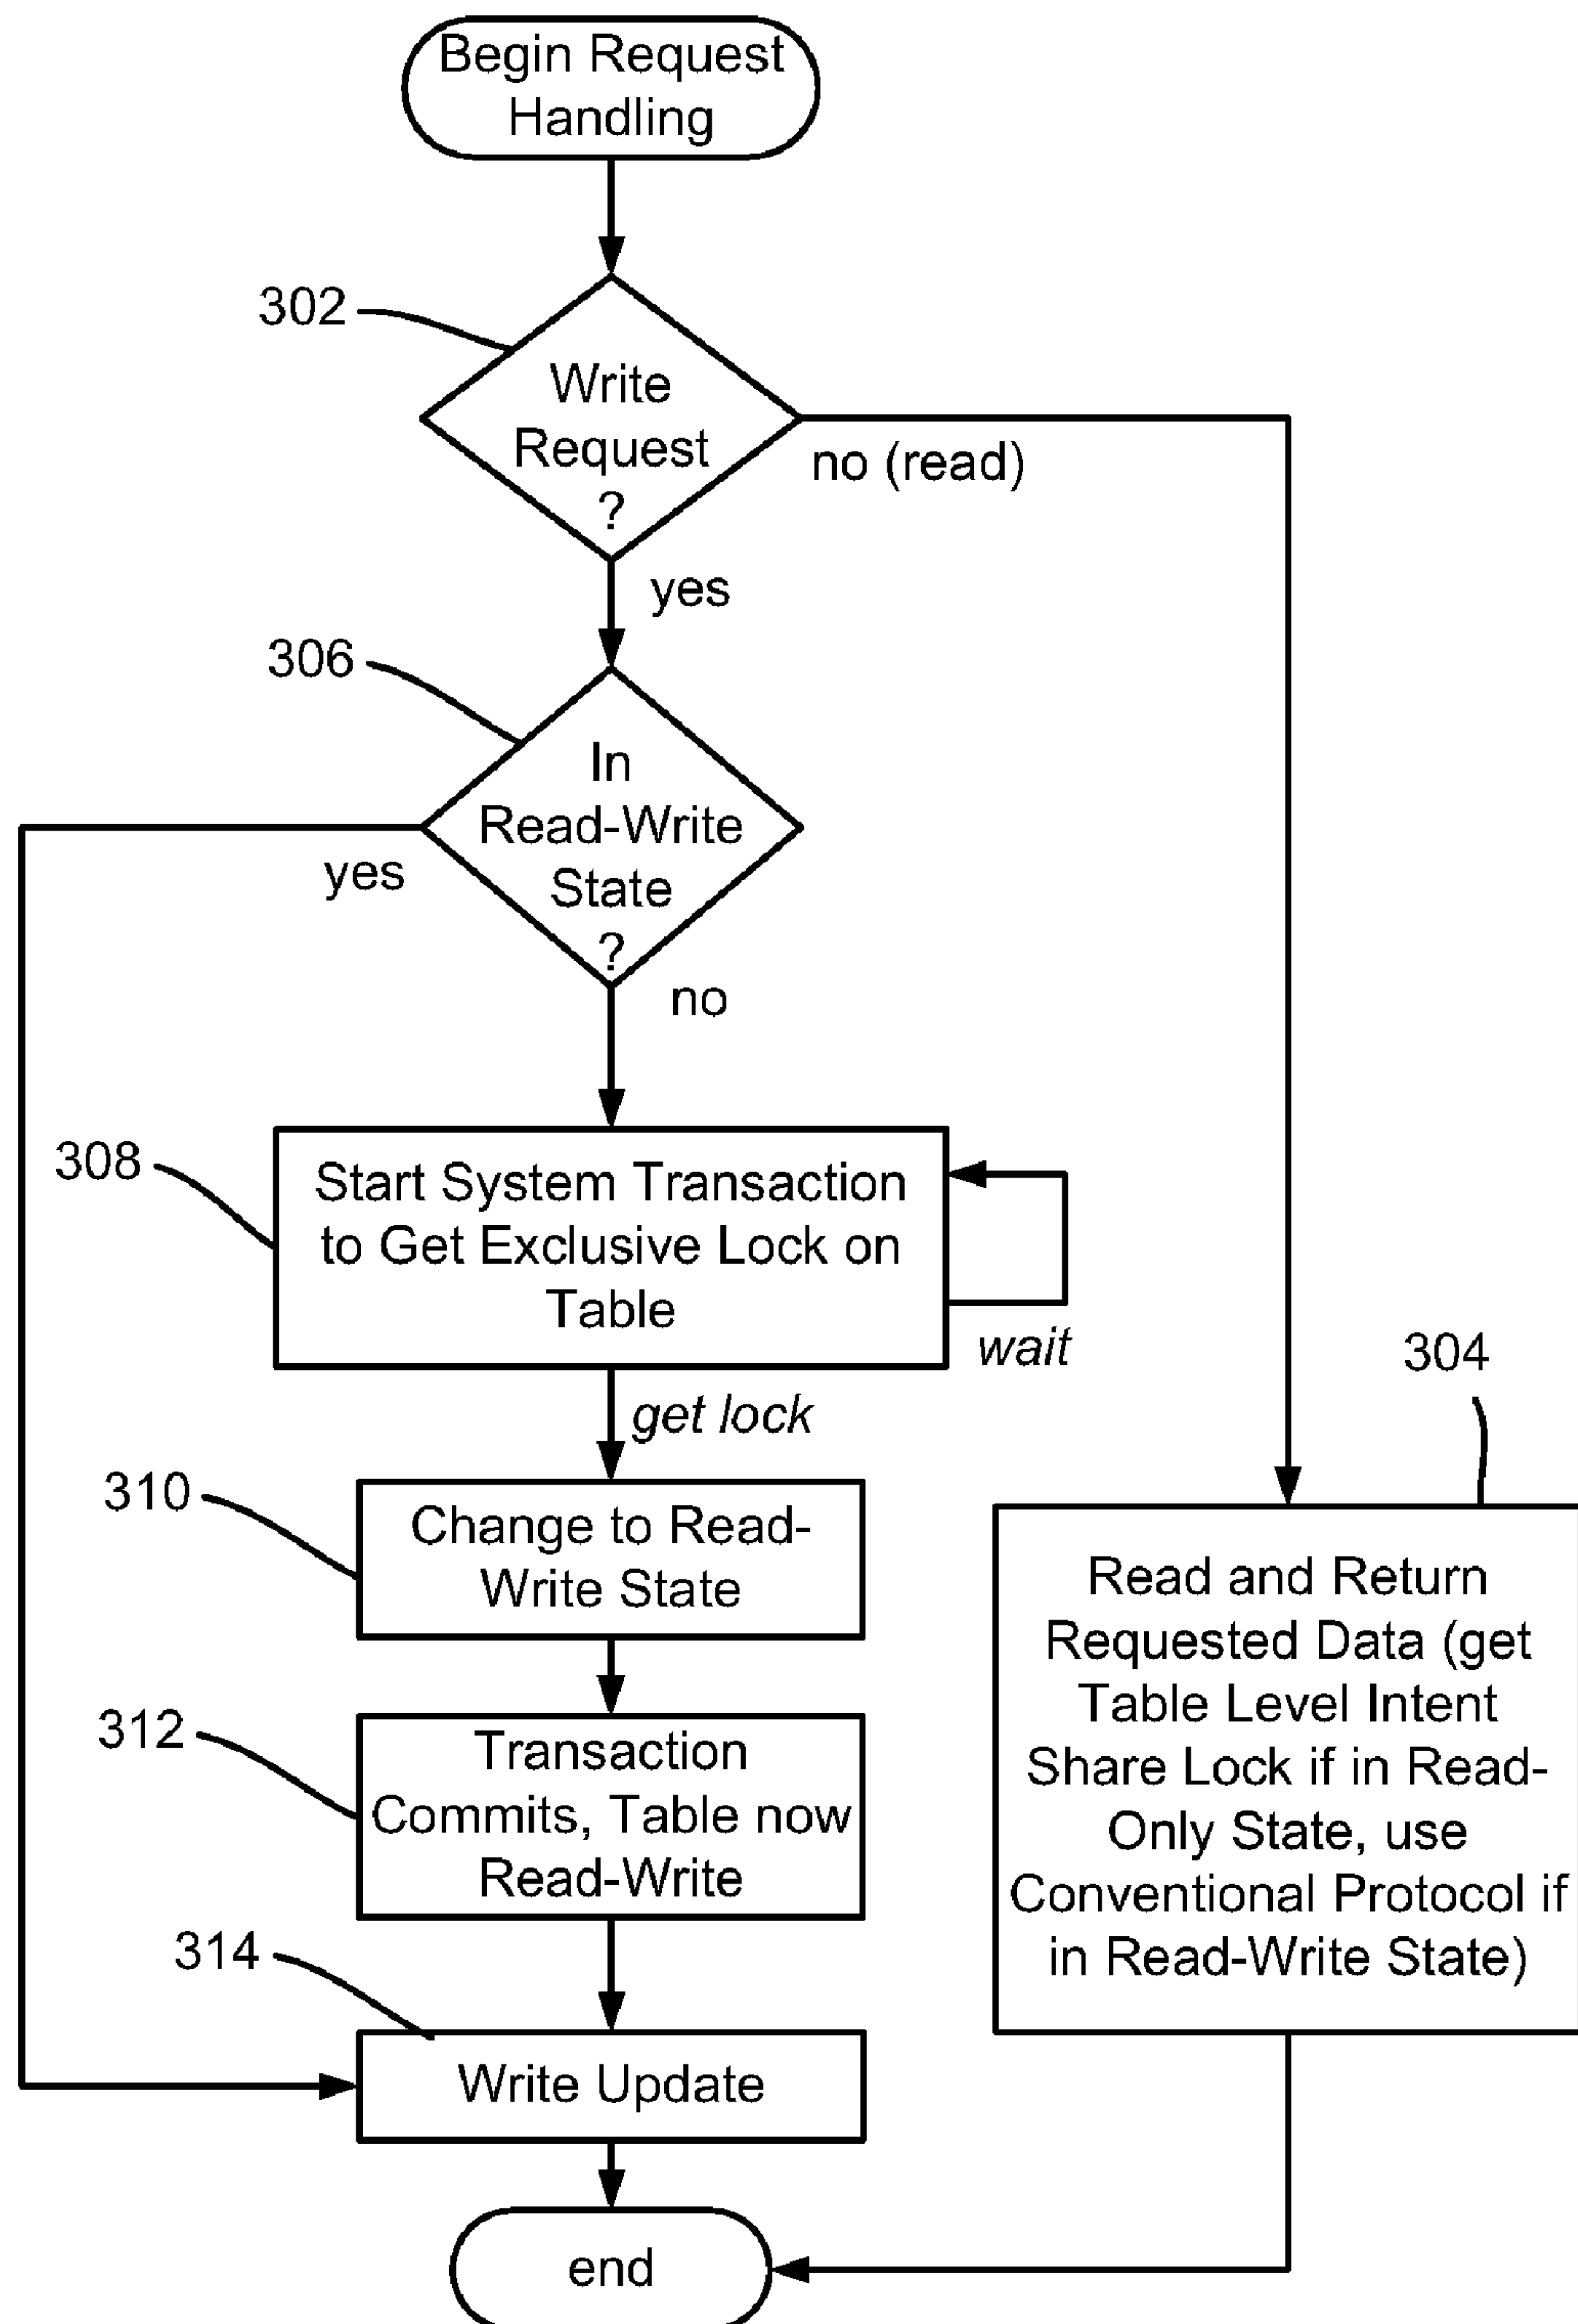 Begin Request
Handling
302
Write
Request
?
no (read)
yes
306
In
Read-Write
State
?
yes
no
308
Start System Transaction
to Get Exclusive Lock on
Table
wait
304
get lock
310
Change to Read-
Write State
Read and Return
Requested Data (get
Table Level Intent
Share Lock if in Read-
Only State, use
Conventional Protocol if
in Read-Write State)
312
Transaction
Commits, Table now
Read-Write
314
Write Update
end